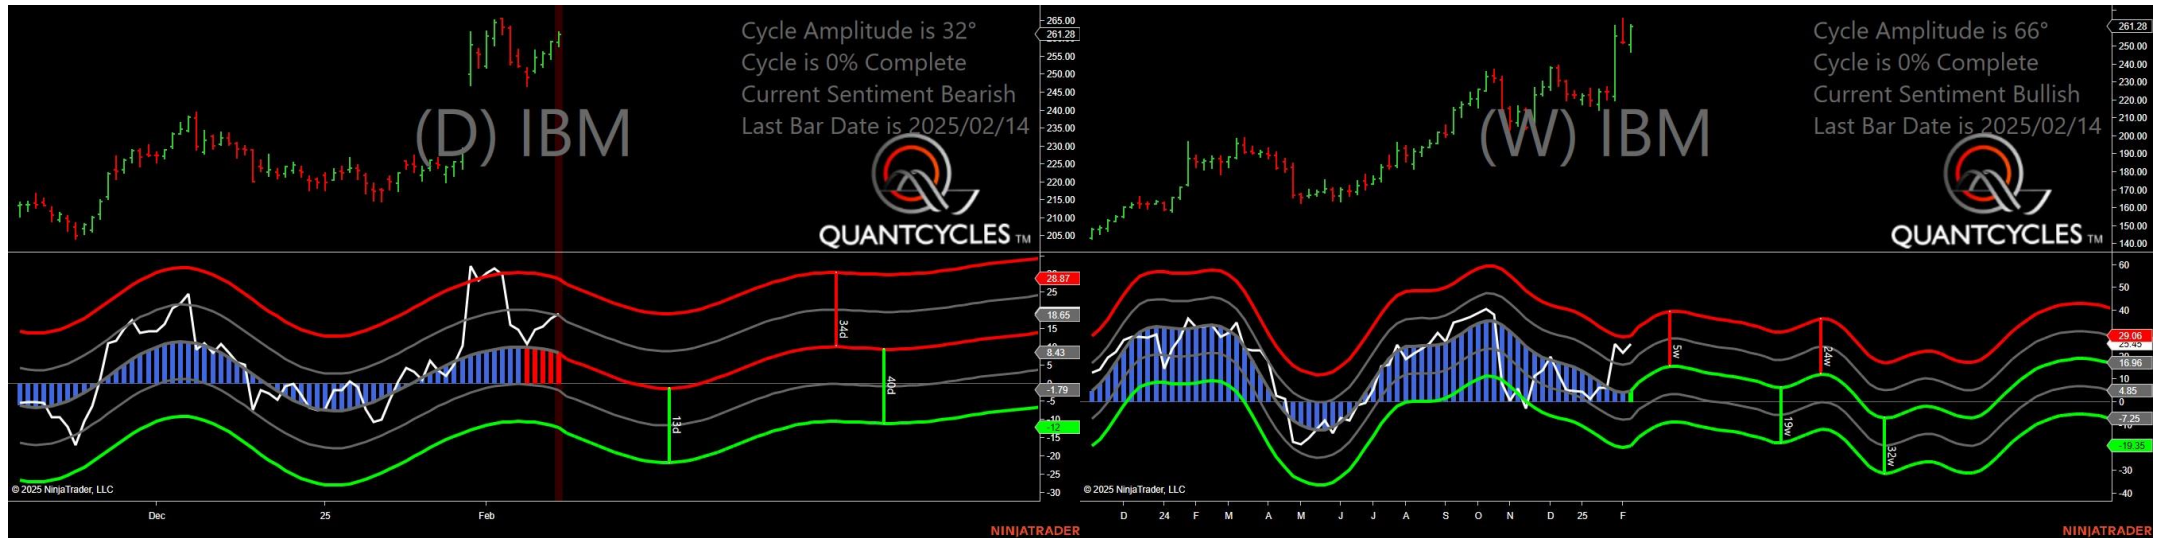 Cycle Amplitude is 32°
Cycle is 0% Complete
Current Sentiment Bearish
Last Bar Date is 2025/02/14
(D) IBM
QUANTCYCLES TM
265.00
261.28
255.00
250.00
245.00
240.00
235.00
230.00
225.00
220.00
215.00
210.00
205.00
28.87
25
18.65
15
8.43
5
-1.79
-5
-12
-15
-20
-25
-30
34d
40d
13d
© 2025 NinjaTrader, LLC
Dec
25
Feb
NINJATRADER
Cycle Amplitude is 66°
Cycle is 0% Complete
Current Sentiment Bullish
Last Bar Date is 2025/02/14
(W) IBM
QUANTCYCLES TM
261.28
250.00
240.00
230.00
220.00
210.00
200.00
190.00
180.00
170.00
160.00
150.00
140.00
60
50
40
29.06
16.96
10
4.85
0
-7.25
-19.35
-30
-40
5w
24w
19w
32w
© 2025 NinjaTrader, LLC
D
24
F
M
A
M
J
J
A
S
O
N
D
25
F
NINJATRADER